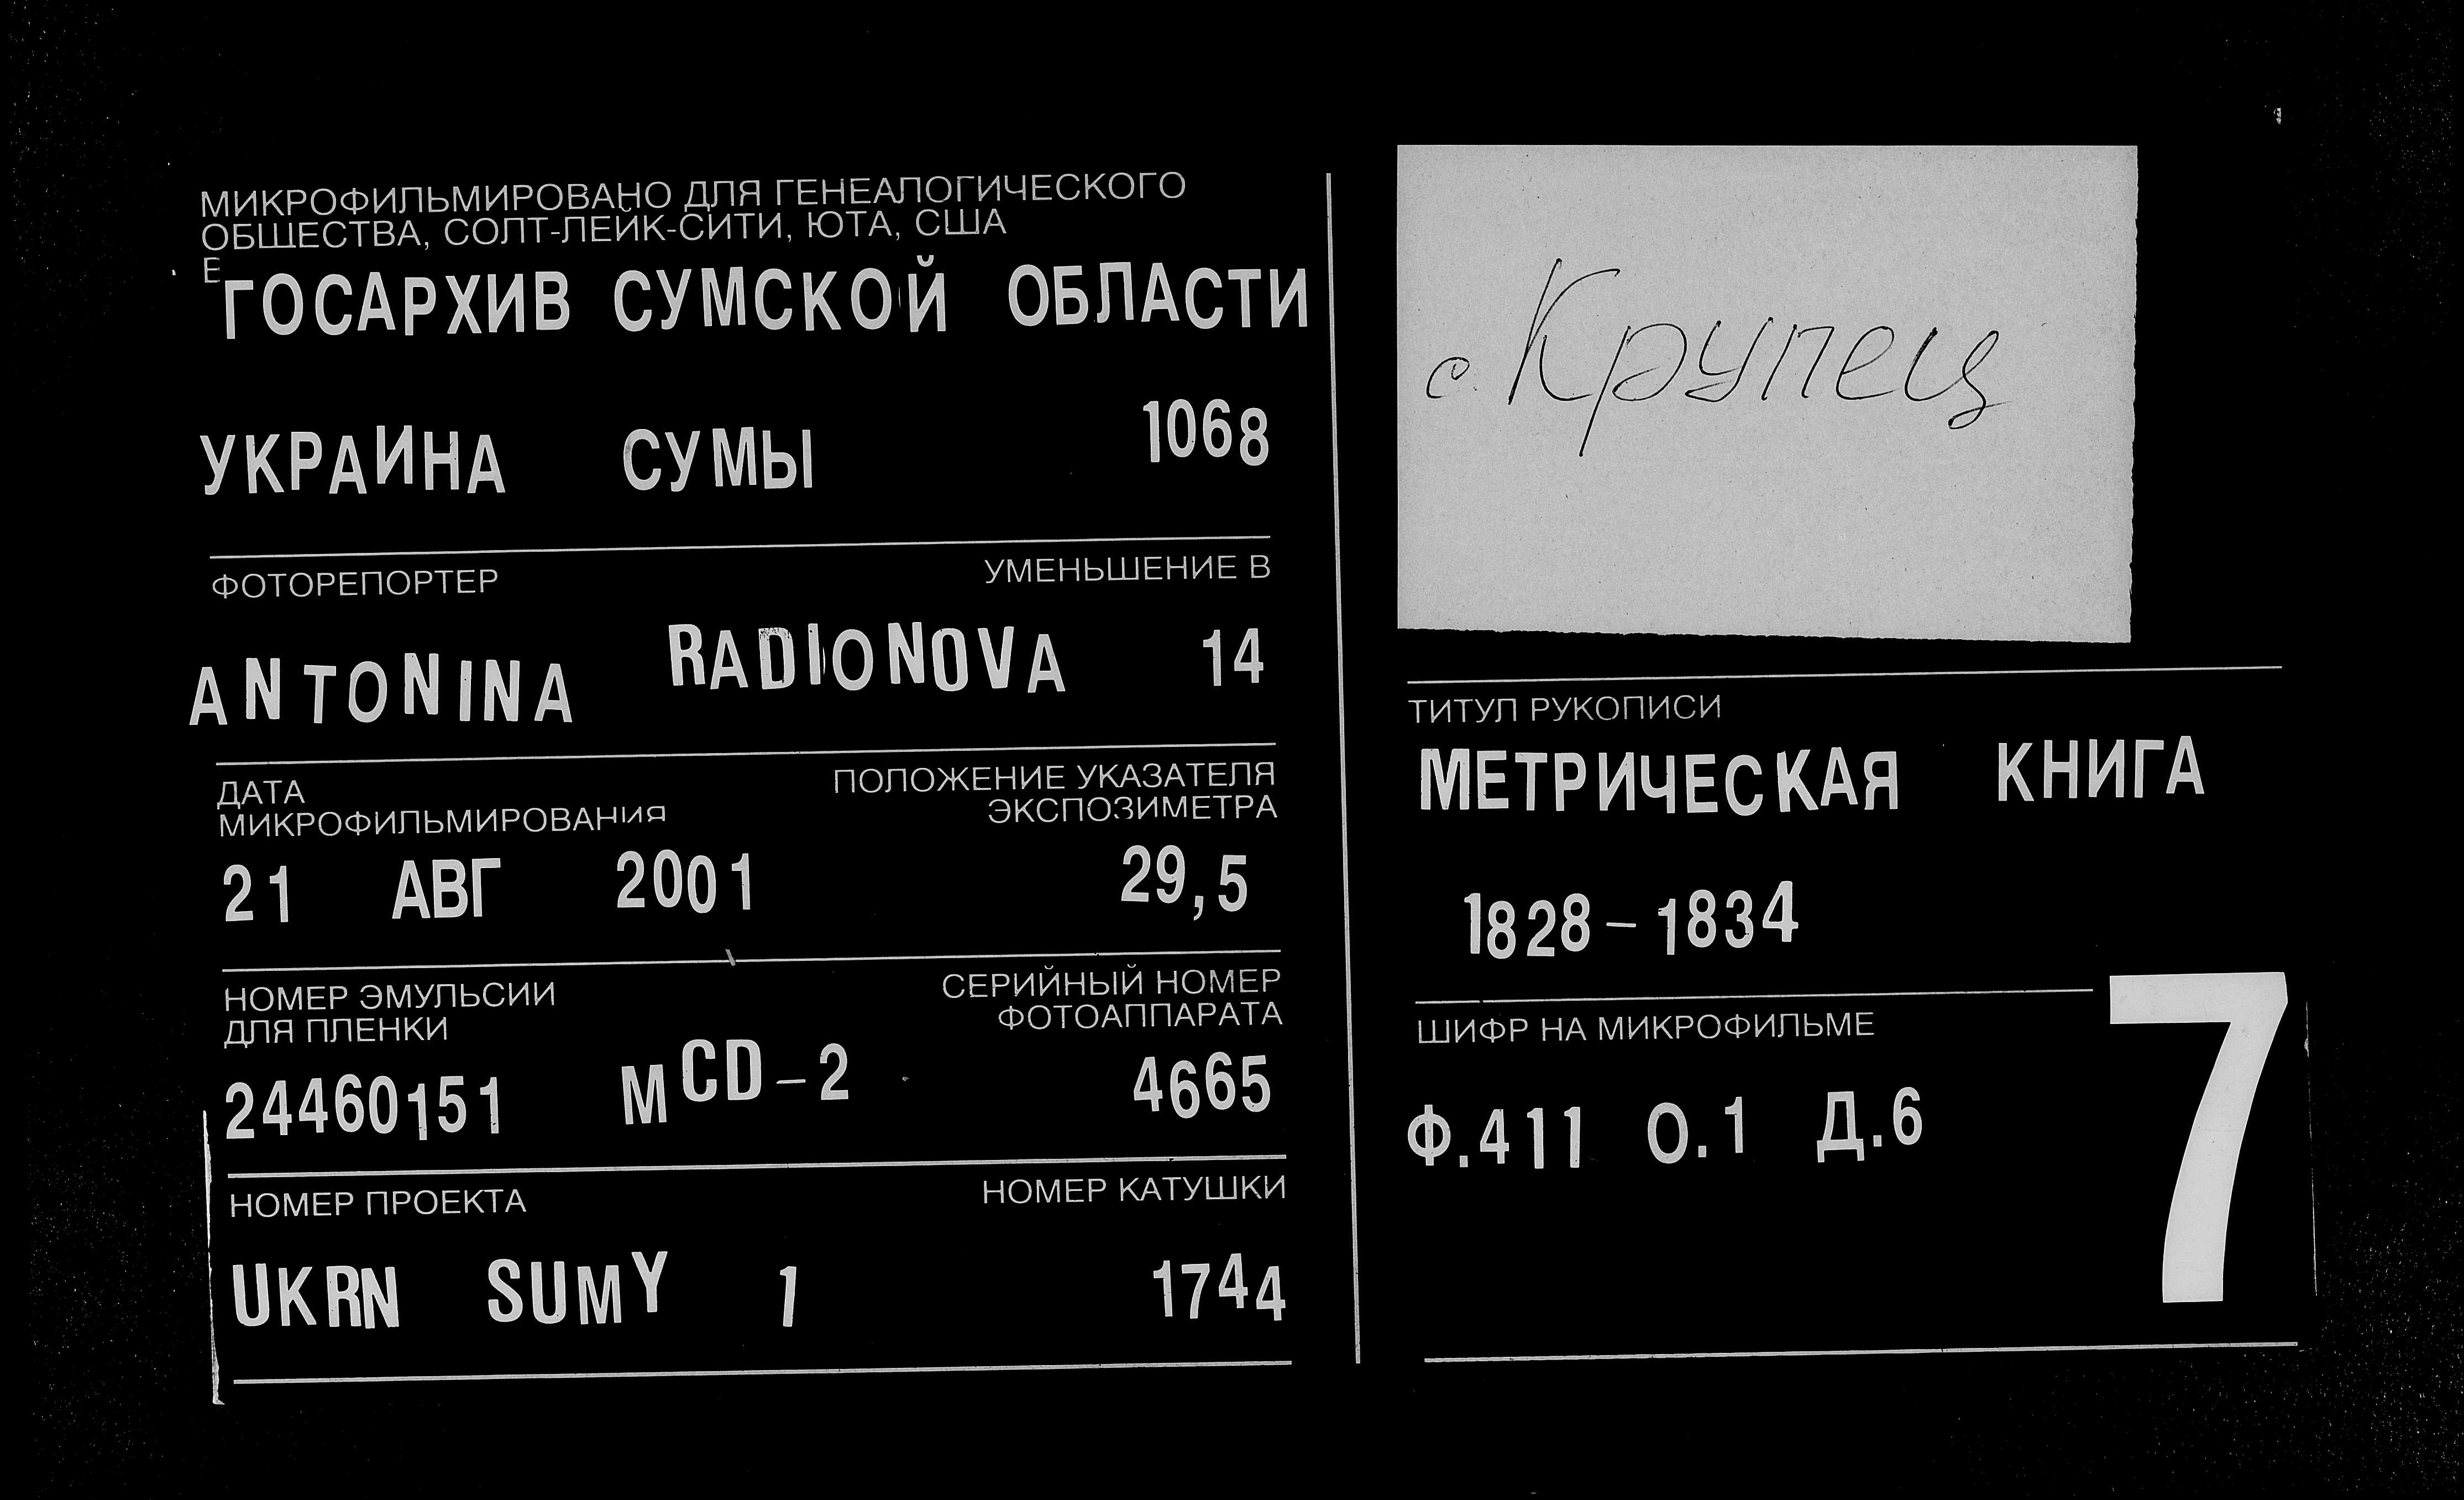 МИКРОФИЛЬМИРОВАНО ДЛЯ ГЕНЕАЛОГИЧЕСКОГО
ОБЩЕСТВА, СОЛТ-ЛЕЙК-СИТИ, ЮТА, США
Е
ГОСАРХИВ СУМСКОЙ ОБЛАСТИ
УКРАИНА СУМЫ 1068
ФОТОРЕПОРТЕР УМЕНЬШЕНИЕ В
ANTONINA RADIONOVA 14
ДАТА
МИКРОФИЛЬМИРОВАНИЯ
ПОЛОЖЕНИЕ УКАЗАТЕЛЯ
ЭКСПОЗИМЕТРА
21 АВГ 2001 29,5
НОМЕР ЭМУЛЬСИИ
ДЛЯ ПЛЕНКИ
СЕРИЙНЫЙ НОМЕР
ФОТОАППАРАТА
24460151 MCD-2 4665
НОМЕР ПРОЕКТА НОМЕР КАТУШКИ
UKRN SUMY 1 1744
с. Крупец
ТИТУЛ РУКОПИСИ
МЕТРИЧЕСКАЯ КНИГА
1828-1834
ШИФР НА МИКРОФИЛЬМЕ
Ф.411 О.1 Д.6
7